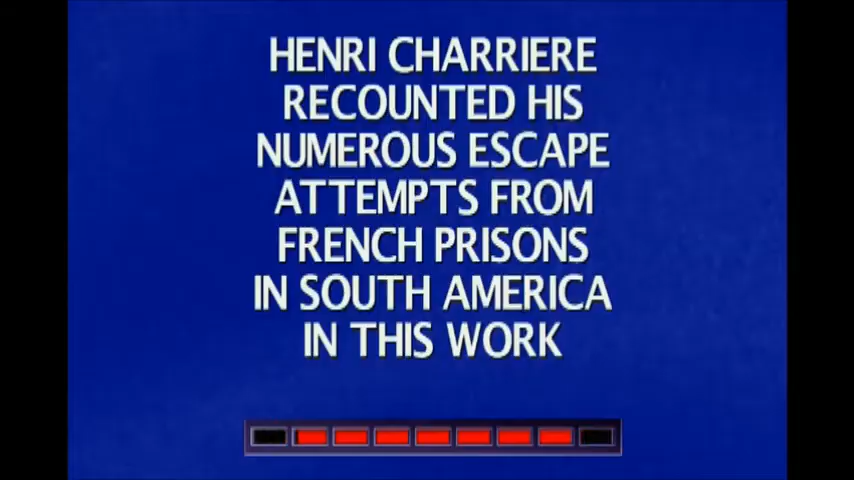 HENRI CHARRIERE
RECOUNTED HIS
NUMEROUS ESCAPE
ATTEMPTS FROM
FRENCH PRISONS
IN SOUTH AMERICA
IN THIS WORK